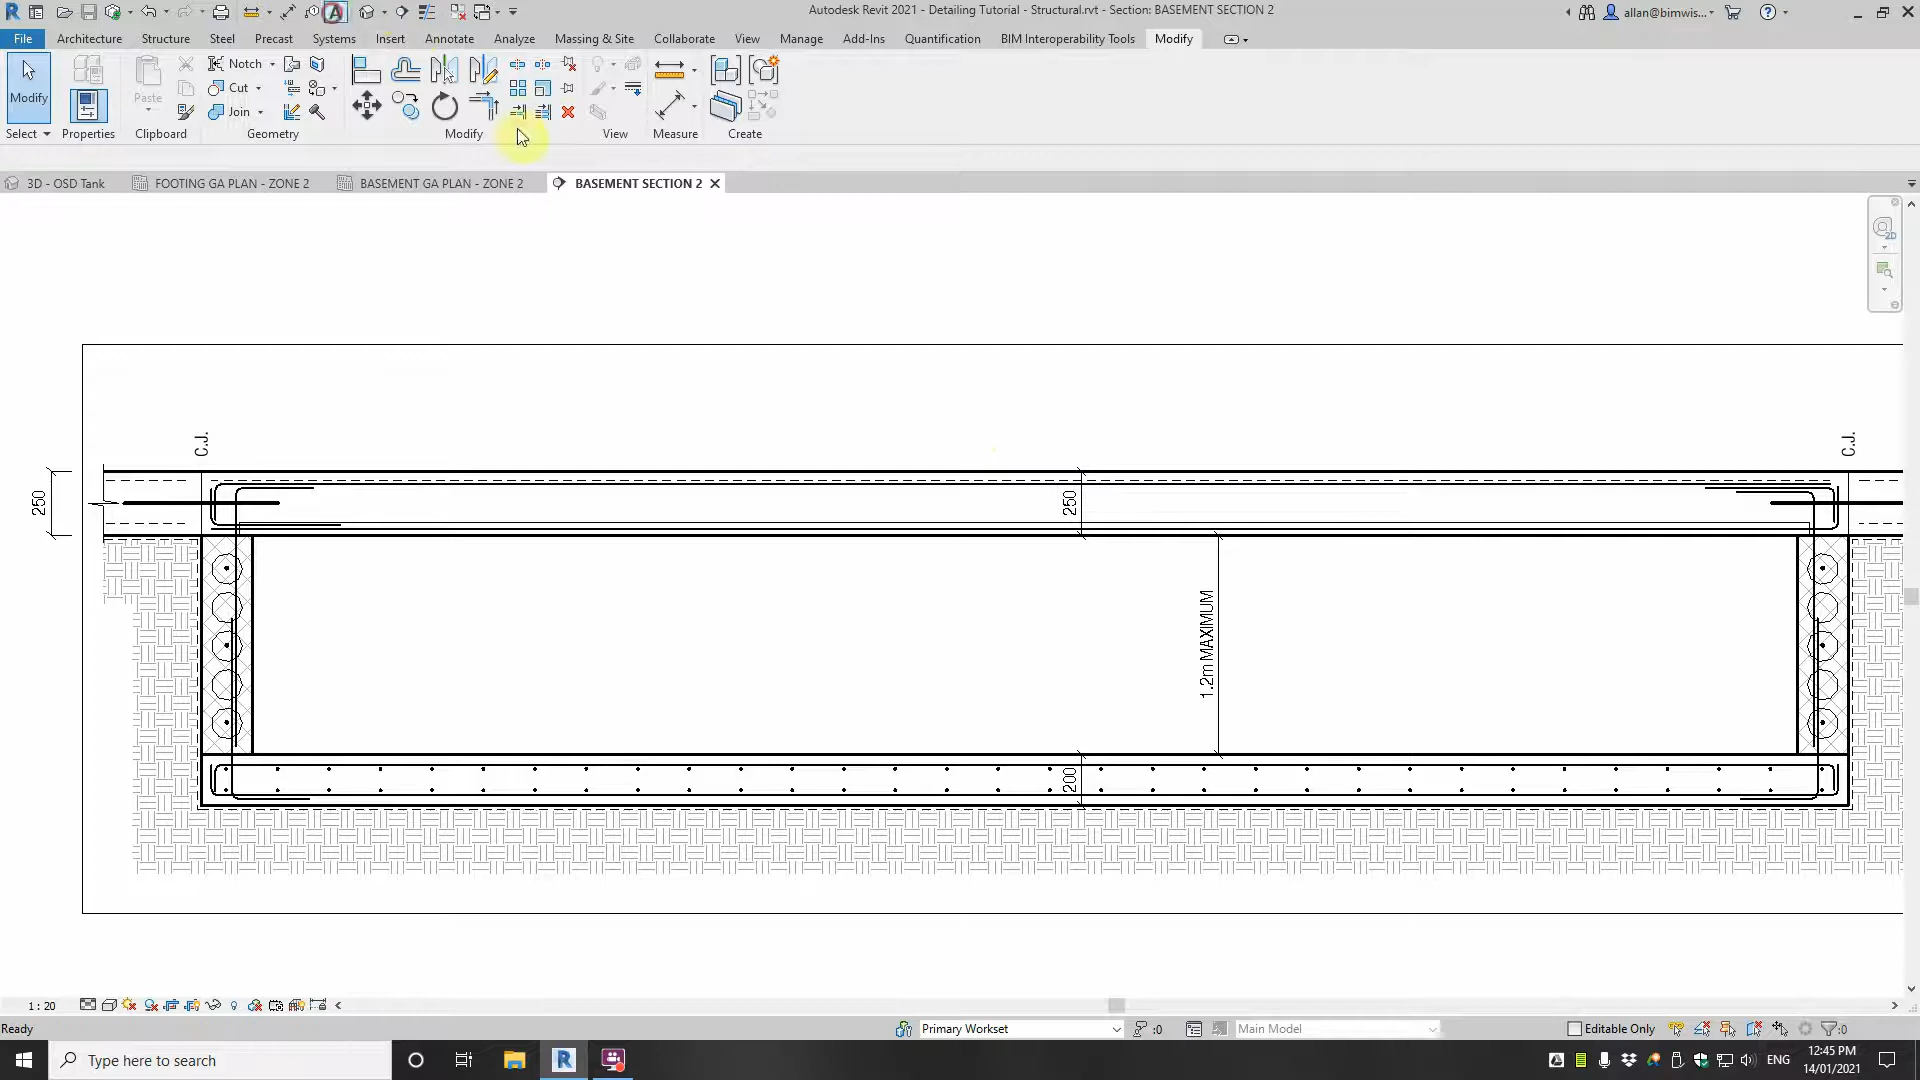 Autodesk Revit 2021 - Detailing Tutorial - Structural.rvt - Section: BASEMENT SECTION 2
allan@bimwis...
File Architecture Structure Steel Precast Systems Insert Annotate Analyze Massing & Site Collaborate View Manage Add-Ins Quantification BIM Interoperability Tools Modify
Modify
Paste
Notch
Cut
Join
Select Properties Clipboard Geometry Modify View Measure Create
3D - OSD Tank FOOTING GA PLAN - ZONE 2 BASEMENT GA PLAN - ZONE 2 BASEMENT SECTION 2
2D
C.J.
C.J.
250
250
1.2m MAXIMUM
200
1 : 20
Ready
Primary Workset
:0
Main Model
Editable Only
:0
Type here to search
ENG
12:45 PM
14/01/2021